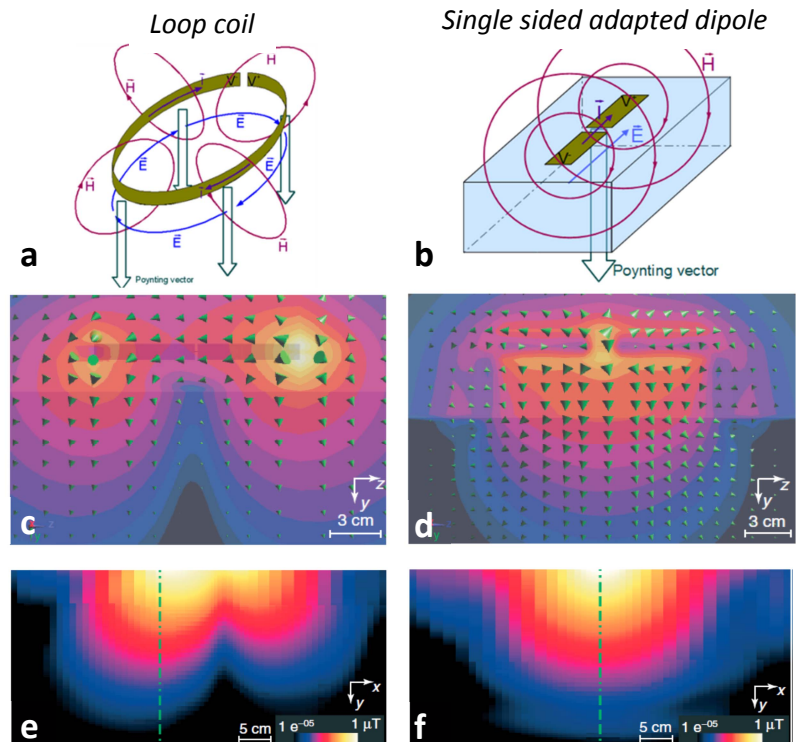 Loop coil
Single sided adapted dipole
H̄
H̄
V⁻ V⁺
ī
Ē
Ē
Ē
Ē
H̄
H̄
a
Poynting vector
H⃗
V⁺
I⃗
E⃗
V⁻
b
Poynting vector
c
z
y
3 cm
d
z
y
3 cm
e
x
y
5 cm
1 e⁻⁰⁵ 1 µT
f
x
y
5 cm
1 e⁻⁰⁵ 1 µT